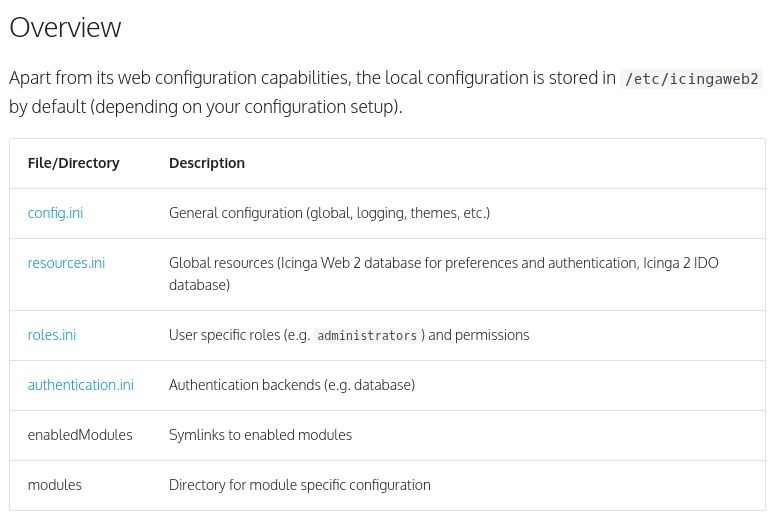 Overview
Apart from its web configuration capabilities, the local configuration is stored in /etc/icingaweb2
by default (depending on your configuration setup).
File/Directory Description
config.ini General configuration (global, logging, themes, etc.)
resources.ini Global resources (Icinga Web 2 database for preferences and authentication, Icinga 2 IDO
database)
roles.ini User specific roles (e.g. administrators ) and permissions
authentication.ini Authentication backends (e.g. database)
enabledModules Symlinks to enabled modules
modules Directory for module specific configuration